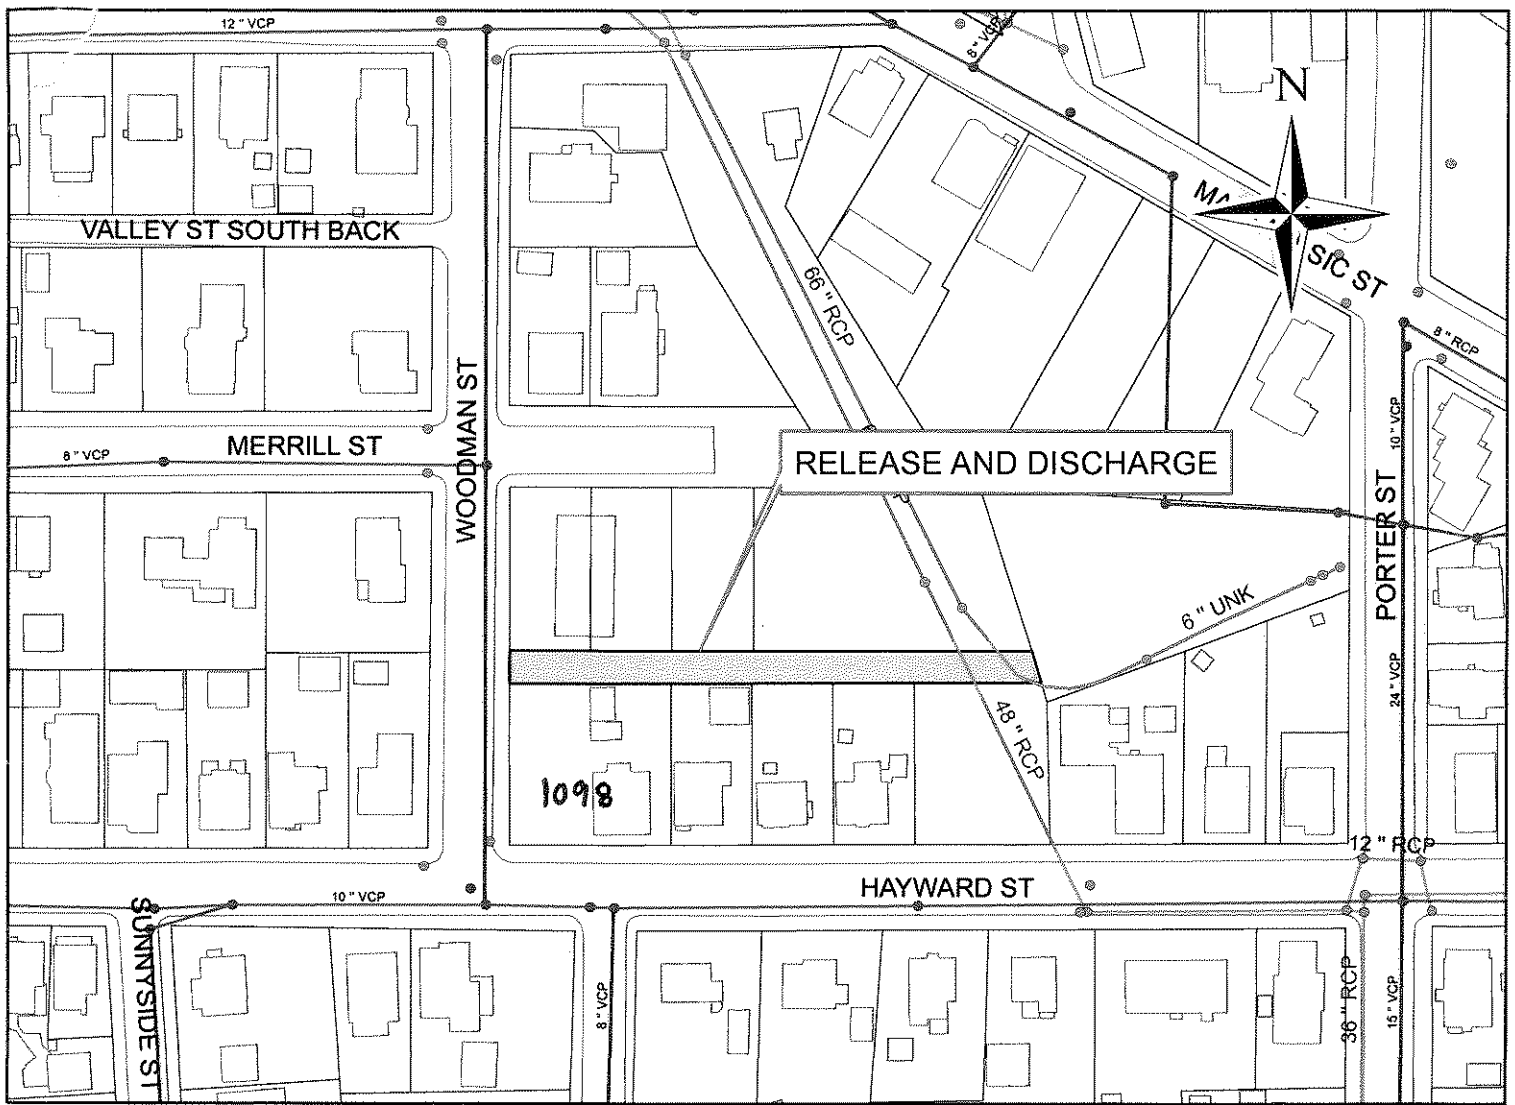 12 " VCP
8 " VCP
N
MA SIC ST
VALLEY ST SOUTH BACK
66 " RCP
8 " RCP
WOODMAN ST
10 " VCP
MERRILL ST
8 " VCP
RELEASE AND DISCHARGE
PORTER ST
6 " UNK
24 " VCP
48 " RCP
1098
12 " RCP
HAYWARD ST
10 " VCP
SUNNYSIDE ST
8 " VCP
36 " RCP
15 " VCP